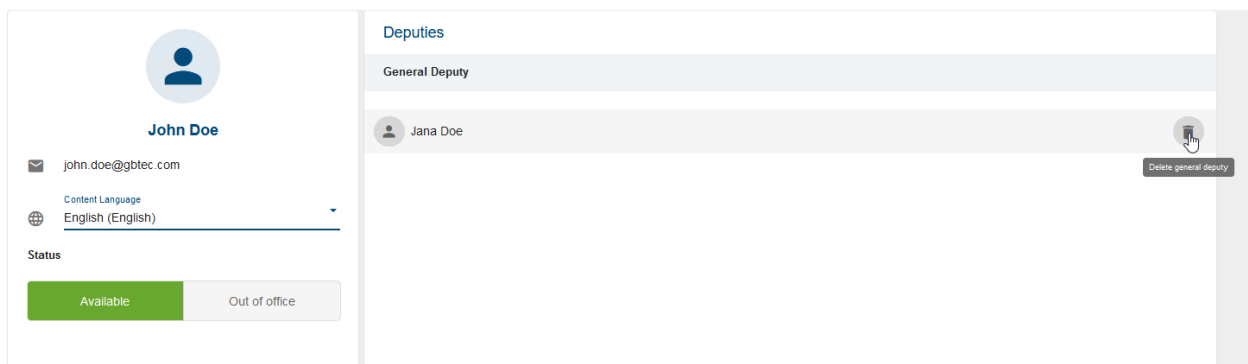 John Doe
john.doe@gbtec.com
Content Language
English (English)
Status
Available
Out of office
Deputies
General Deputy
Jana Doe
Delete general deputy